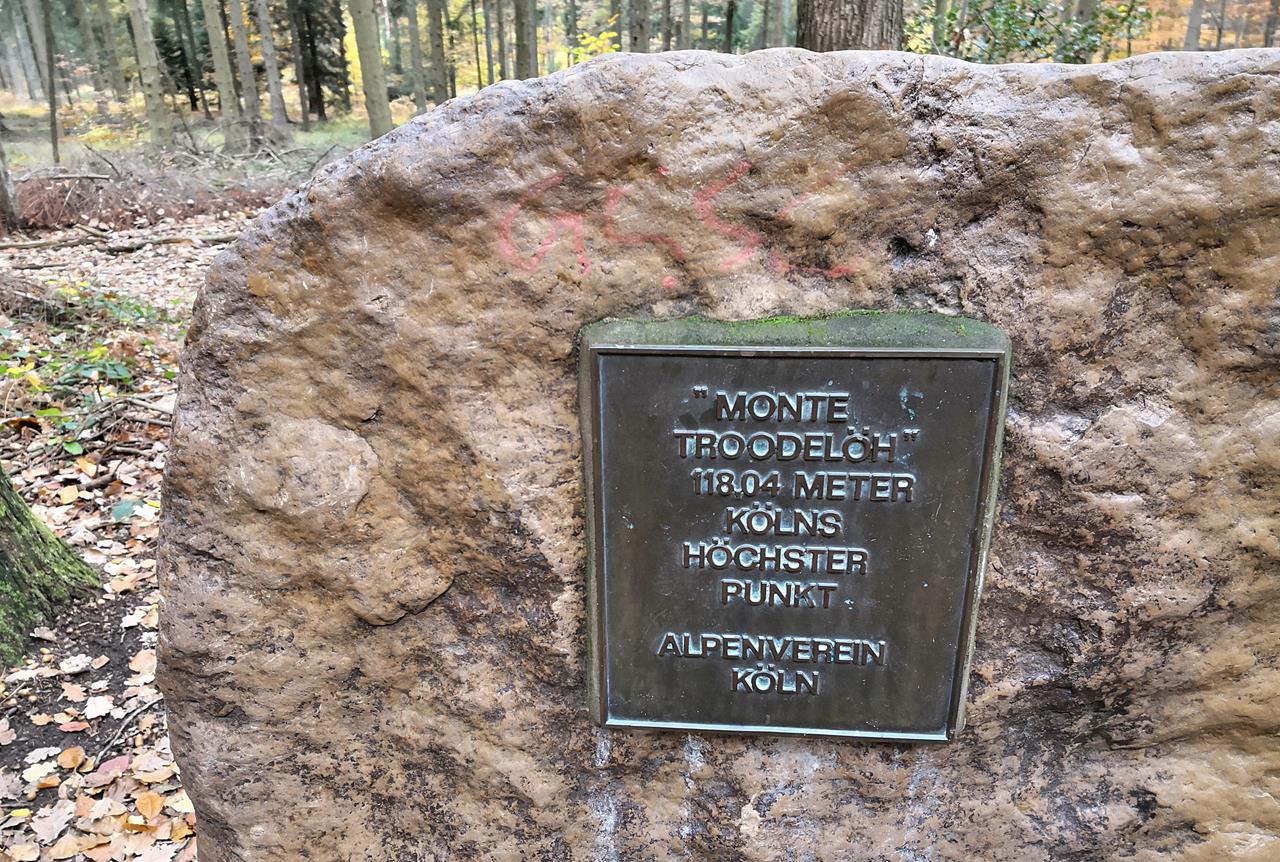 "MONTE
TROODELÖH"
118,04 METER
KÖLNS
HÖCHSTER
PUNKT
ALPENVEREIN
KÖLN